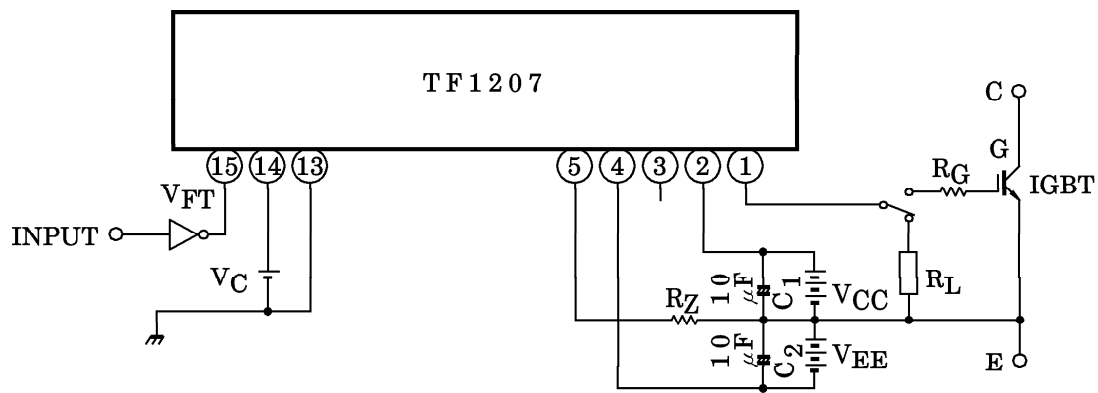 TF1207
15 14 13 5 4 3 2 1
C
G
RG
IGBT
VFT
INPUT
VC
RL
10 μF
C1
VCC
RZ
10 μF
C2
VEE
E